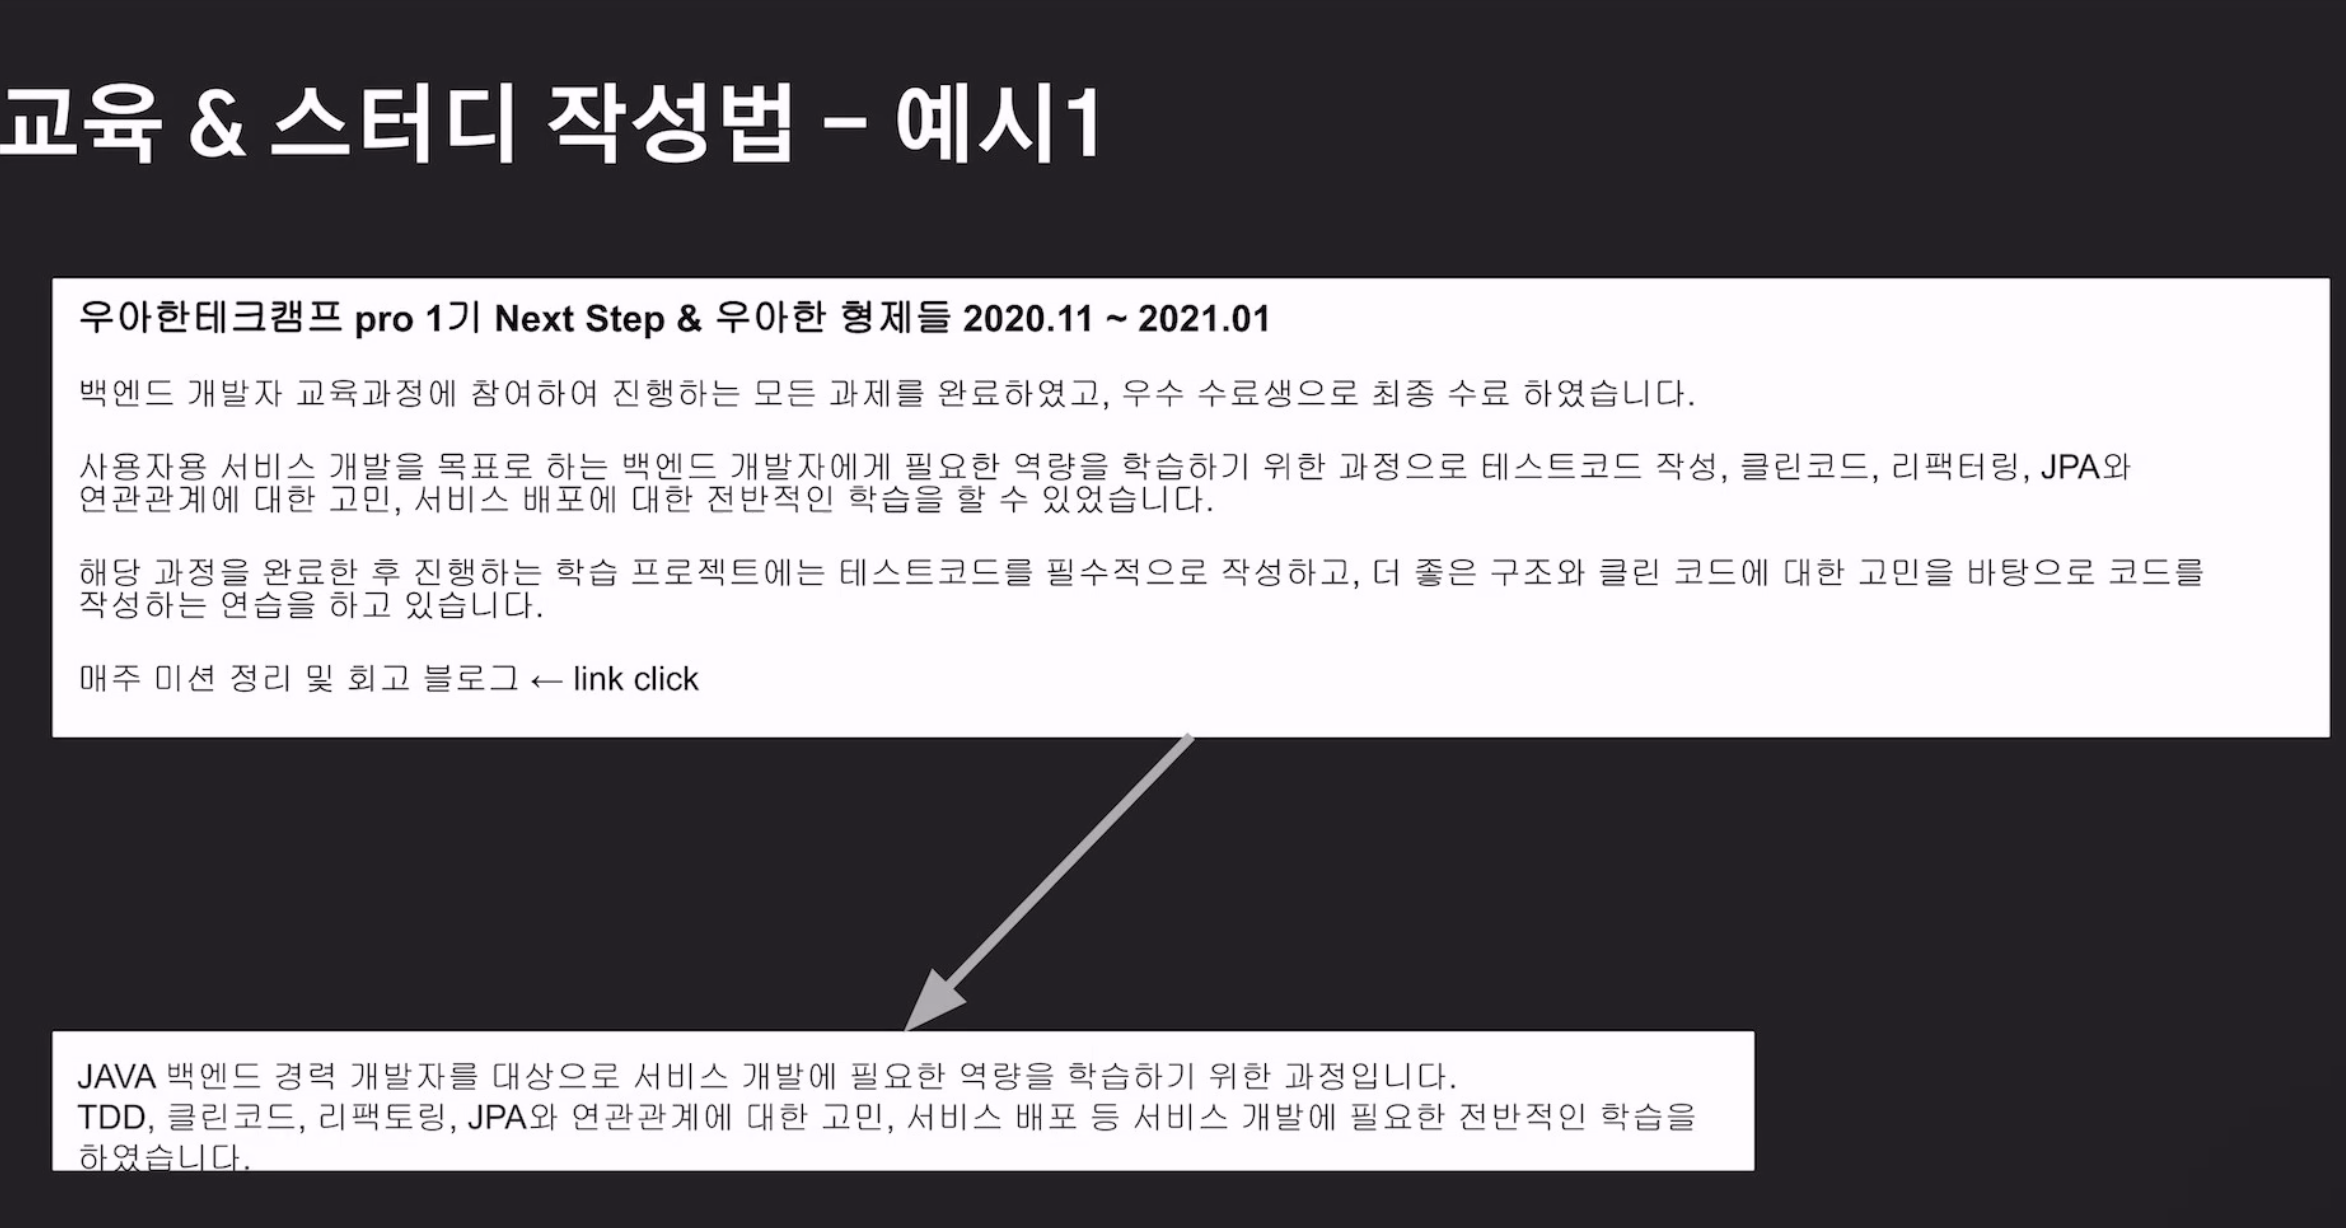 교육 & 스터디 작성법 - 예시1
우아한테크캠프 pro 1기 Next Step & 우아한 형제들 2020.11 ~ 2021.01
백엔드 개발자 교육과정에 참여하여 진행하는 모든 과제를 완료하였고, 우수 수료생으로 최종 수료 하였습니다.
사용자용 서비스 개발을 목표로 하는 백엔드 개발자에게 필요한 역량을 학습하기 위한 과정으로 테스트코드 작성, 클린코드, 리팩터링, JPA와
연관관계에 대한 고민, 서비스 배포에 대한 전반적인 학습을 할 수 있었습니다.
해당 과정을 완료한 후 진행하는 학습 프로젝트에는 테스트코드를 필수적으로 작성하고, 더 좋은 구조와 클린 코드에 대한 고민을 바탕으로 코드를
작성하는 연습을 하고 있습니다.
매주 미션 정리 및 회고 블로그 ← link click
JAVA 백엔드 경력 개발자를 대상으로 서비스 개발에 필요한 역량을 학습하기 위한 과정입니다.
TDD, 클린코드, 리팩토링, JPA와 연관관계에 대한 고민, 서비스 배포 등 서비스 개발에 필요한 전반적인 학습을
하였습니다.